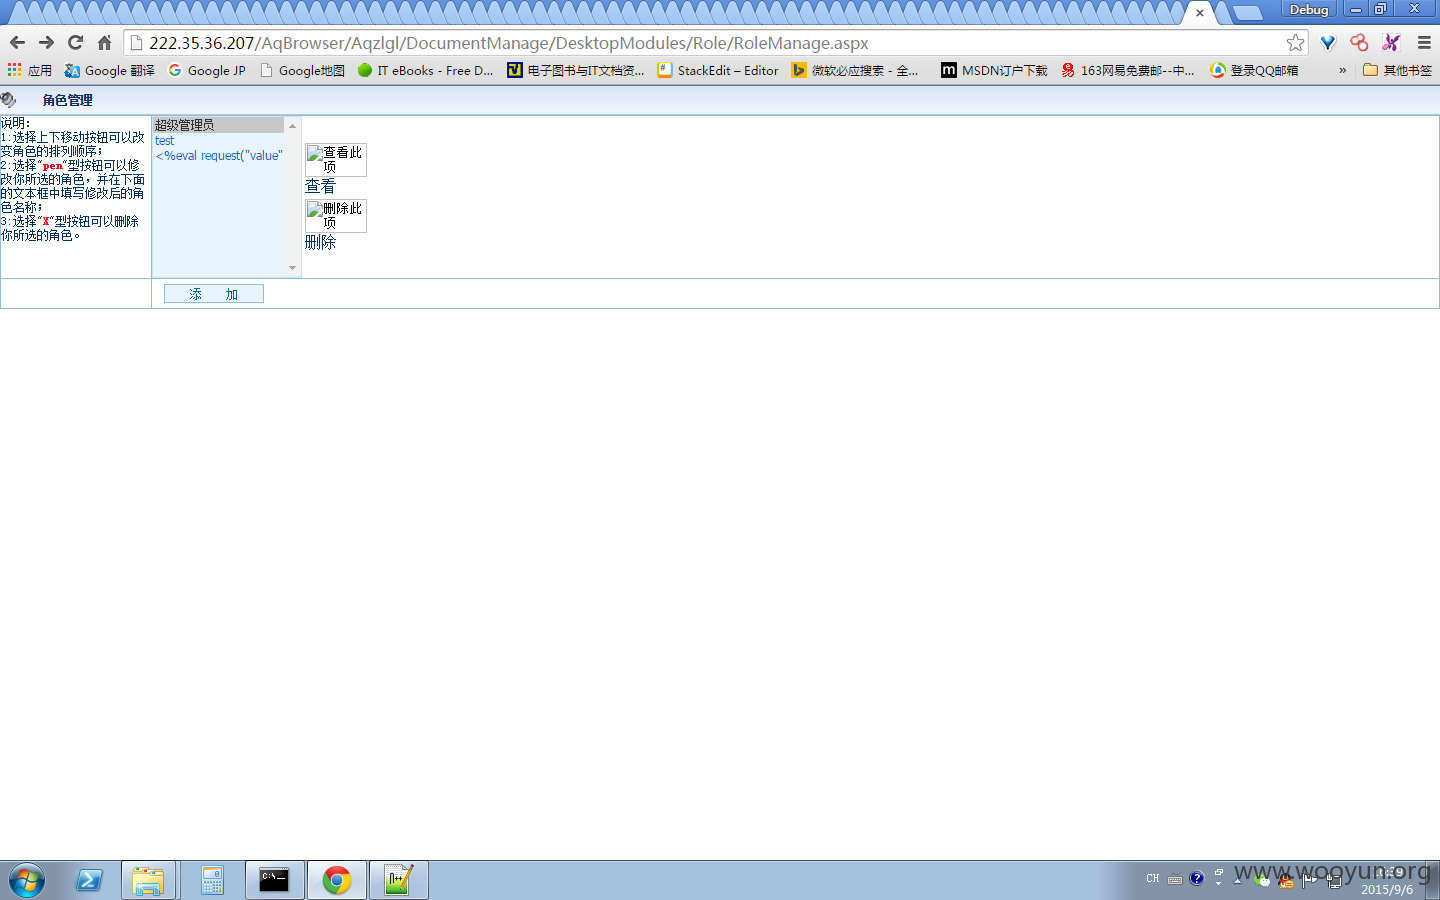 Debug
222.35.36.207/AqBrowser/Aqzlgl/DocumentManage/DesktopModules/Role/RoleManage.aspx
应用 Google 翻译 Google JP Google地图 IT eBooks - Free D... 电子图书与IT文档资... StackEdit – Editor 微软必应搜索 - 全... MSDN订户下载 163网易免费邮--中... 登录QQ邮箱 » 其他书签
角色管理
说明:
1:选择上下移动按钮可以改
变角色的排列顺序;
2:选择"pen"型按钮可以修
改你所选的角色，并在下面
的文本框中填写修改后的角
色名称;
3:选择"X"型按钮可以删除
你所选的角色。
超级管理员
test
<%eval request("value"
查看此
项
查看
删除此
项
删除
添 加
CH
www.wooyun.org
2015/9/6